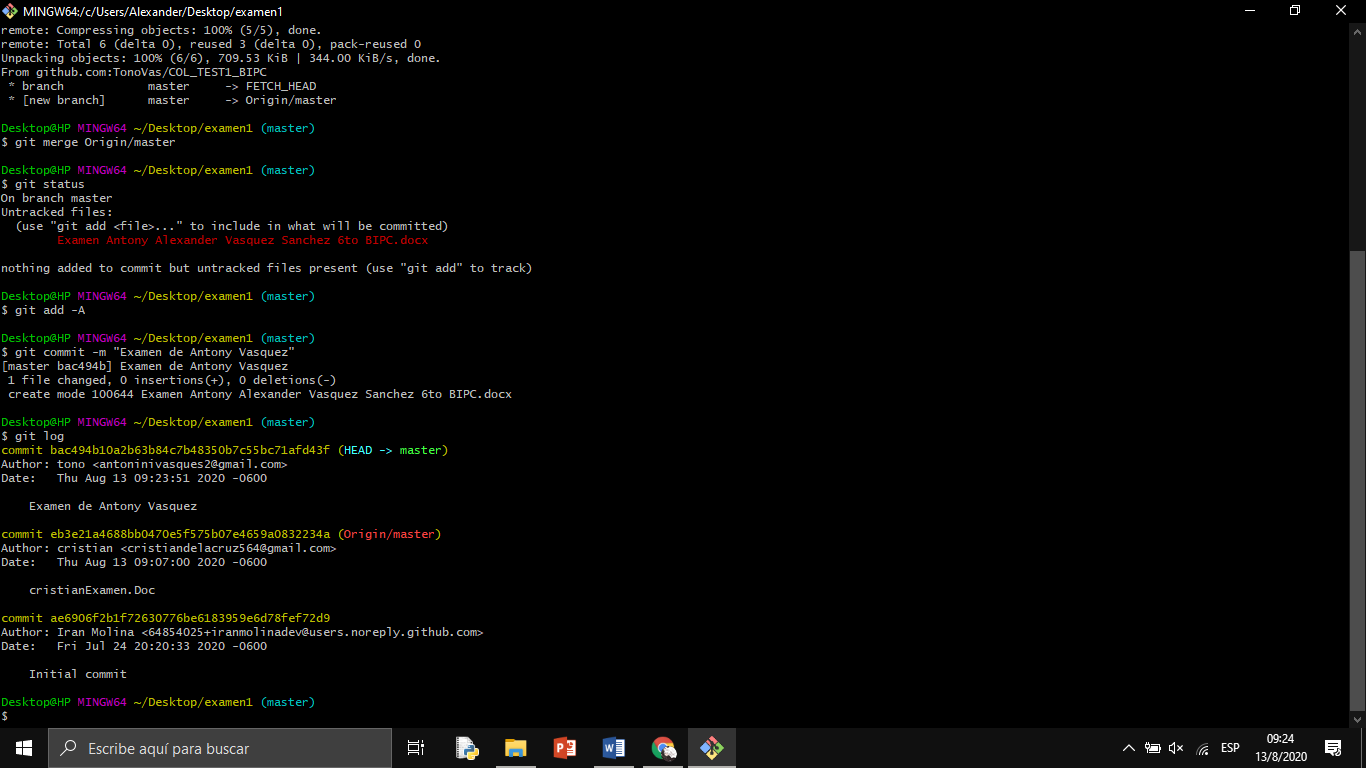 MINGW64:/c/Users/Alexander/Desktop/examen1
remote: Compressing objects: 100% (5/5), done.
remote: Total 6 (delta 0), reused 3 (delta 0), pack-reused 0
Unpacking objects: 100% (6/6), 709.53 KiB | 344.00 KiB/s, done.
From github.com:TonoVas/COL_TEST1_BIPC
 * branch            master     -> FETCH_HEAD
 * [new branch]      master     -> Origin/master
Desktop@HP MINGW64 ~/Desktop/examen1 (master)
$ git merge Origin/master
Desktop@HP MINGW64 ~/Desktop/examen1 (master)
$ git status
On branch master
Untracked files:
  (use "git add <file>..." to include in what will be committed)
        Examen Antony Alexander Vasquez Sanchez 6to BIPC.docx
nothing added to commit but untracked files present (use "git add" to track)
Desktop@HP MINGW64 ~/Desktop/examen1 (master)
$ git add -A
Desktop@HP MINGW64 ~/Desktop/examen1 (master)
$ git commit -m "Examen de Antony Vasquez"
[master bac494b] Examen de Antony Vasquez
 1 file changed, 0 insertions(+), 0 deletions(-)
 create mode 100644 Examen Antony Alexander Vasquez Sanchez 6to BIPC.docx
Desktop@HP MINGW64 ~/Desktop/examen1 (master)
$ git log
commit bac494b10a2b63b84c7b48350b7c55bc71afd43f (HEAD -> master)
Author: tono <antoninivasques2@gmail.com>
Date:   Thu Aug 13 09:23:51 2020 -0600
    Examen de Antony Vasquez
commit eb3e21a4688bb0470e5f575b07e4659a0832234a (Origin/master)
Author: cristian <cristiandelacruz564@gmail.com>
Date:   Thu Aug 13 09:07:00 2020 -0600
    cristianExamen.Doc
commit ae6906f2b1f72630776be6183959e6d78fef72d9
Author: Iran Molina <64854025+iranmolinadev@users.noreply.github.com>
Date:   Fri Jul 24 20:20:33 2020 -0600
    Initial commit
Desktop@HP MINGW64 ~/Desktop/examen1 (master)
$
Escribe aquí para buscar
ESP
09:24
13/8/2020